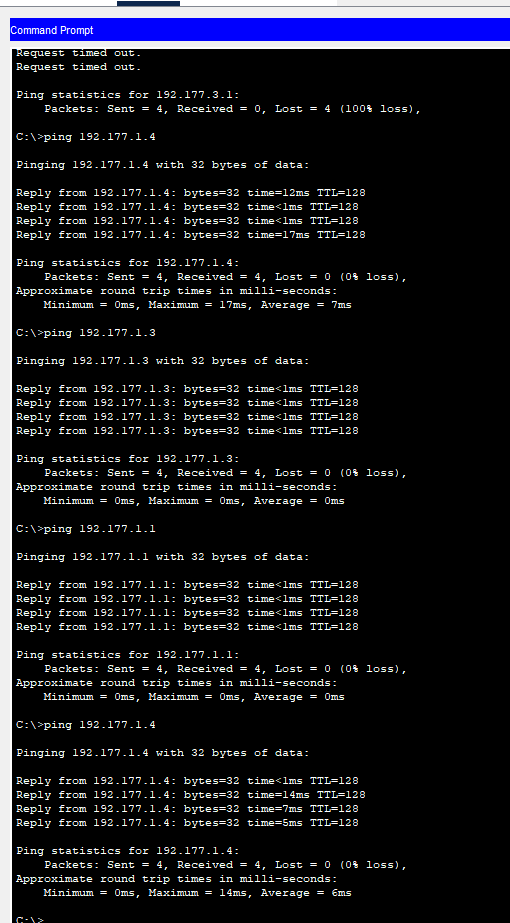 Command Prompt
Request timed out.
Request timed out.
Ping statistics for 192.177.3.1:
Packets: Sent = 4, Received = 0, Lost = 4 (100% loss),
C:\>ping 192.177.1.4
Pinging 192.177.1.4 with 32 bytes of data:
Reply from 192.177.1.4: bytes=32 time=12ms TTL=128
Reply from 192.177.1.4: bytes=32 time<1ms TTL=128
Reply from 192.177.1.4: bytes=32 time<1ms TTL=128
Reply from 192.177.1.4: bytes=32 time=17ms TTL=128
Ping statistics for 192.177.1.4:
Packets: Sent = 4, Received = 4, Lost = 0 (0% loss),
Approximate round trip times in milli-seconds:
Minimum = 0ms, Maximum = 17ms, Average = 7ms
C:\>ping 192.177.1.3
Pinging 192.177.1.3 with 32 bytes of data:
Reply from 192.177.1.3: bytes=32 time<1ms TTL=128
Reply from 192.177.1.3: bytes=32 time<1ms TTL=128
Reply from 192.177.1.3: bytes=32 time<1ms TTL=128
Reply from 192.177.1.3: bytes=32 time<1ms TTL=128
Ping statistics for 192.177.1.3:
Packets: Sent = 4, Received = 4, Lost = 0 (0% loss),
Approximate round trip times in milli-seconds:
Minimum = 0ms, Maximum = 0ms, Average = 0ms
C:\>ping 192.177.1.1
Pinging 192.177.1.1 with 32 bytes of data:
Reply from 192.177.1.1: bytes=32 time<1ms TTL=128
Reply from 192.177.1.1: bytes=32 time<1ms TTL=128
Reply from 192.177.1.1: bytes=32 time<1ms TTL=128
Reply from 192.177.1.1: bytes=32 time<1ms TTL=128
Ping statistics for 192.177.1.1:
Packets: Sent = 4, Received = 4, Lost = 0 (0% loss),
Approximate round trip times in milli-seconds:
Minimum = 0ms, Maximum = 0ms, Average = 0ms
C:\>ping 192.177.1.4
Pinging 192.177.1.4 with 32 bytes of data:
Reply from 192.177.1.4: bytes=32 time<1ms TTL=128
Reply from 192.177.1.4: bytes=32 time=14ms TTL=128
Reply from 192.177.1.4: bytes=32 time=7ms TTL=128
Reply from 192.177.1.4: bytes=32 time=5ms TTL=128
Ping statistics for 192.177.1.4:
Packets: Sent = 4, Received = 4, Lost = 0 (0% loss),
Approximate round trip times in milli-seconds:
Minimum = 0ms, Maximum = 14ms, Average = 6ms
C:\>